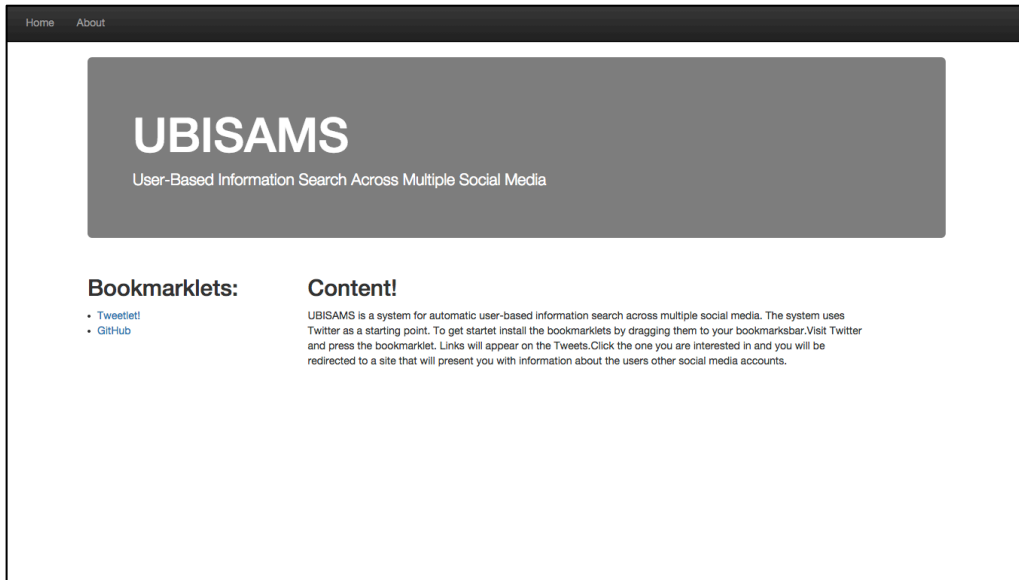 Home About
UBISAMS
User-Based Information Search Across Multiple Social Media
Bookmarklets:
Tweetlet!
GitHub
Content!
UBISAMS is a system for automatic user-based information search across multiple social media. The system uses
Twitter as a starting point. To get startet install the bookmarklets by dragging them to your bookmarksbar.Visit Twitter
and press the bookmarklet. Links will appear on the Tweets.Click the one you are interested in and you will be
redirected to a site that will present you with information about the users other social media accounts.